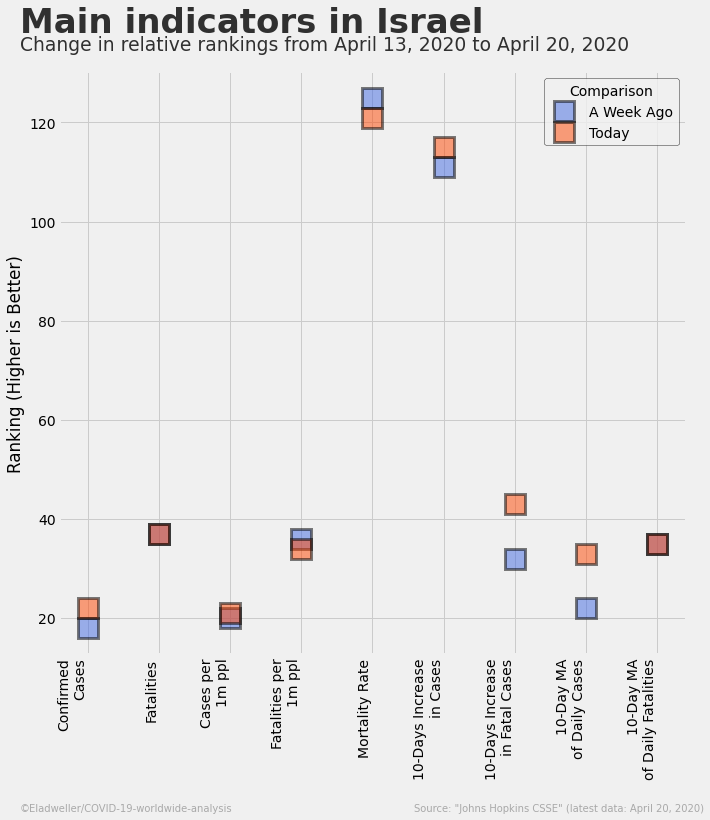 Main indicators in Israel
Change in relative rankings from April 13, 2020 to April 20, 2020
Comparison
A Week Ago
Today
Ranking (Higher is Better)
120
100
80
60
40
20
Confirmed
Cases
Fatalities
Cases per
1m ppl
Fatalities per
1m ppl
Mortality Rate
10-Days Increase
in Cases
10-Days Increase
in Fatal Cases
10-Day MA
of Daily Cases
10-Day MA
of Daily Fatalities
©Eladweller/COVID-19-worldwide-analysis
Source: "Johns Hopkins CSSE" (latest data: April 20, 2020)